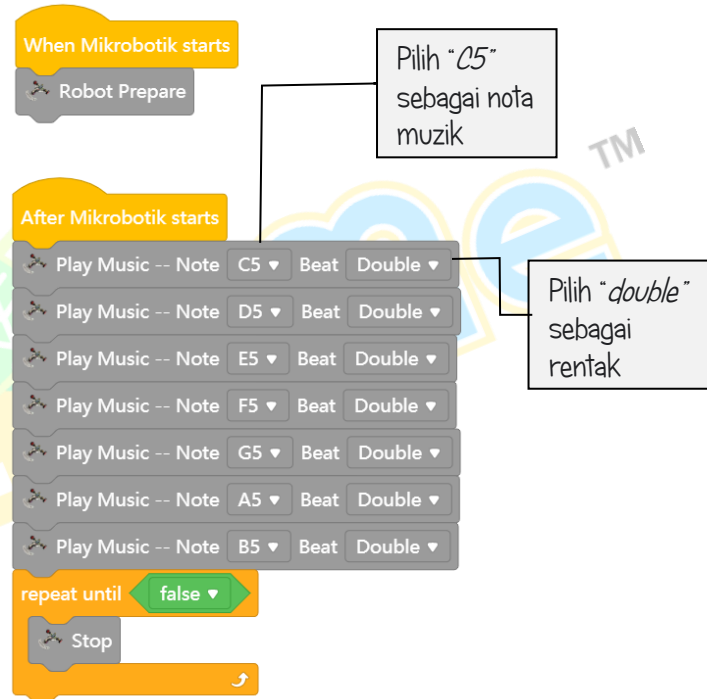 When Mikrobotik starts
Robot Prepare
Pilih "C5"
sebagai nota
muzik
TM
After Mikrobotik starts
Play Music -- Note C5 Beat Double
Play Music -- Note D5 Beat Double
Play Music -- Note E5 Beat Double
Play Music -- Note F5 Beat Double
Play Music -- Note G5 Beat Double
Play Music -- Note A5 Beat Double
Play Music -- Note B5 Beat Double
Pilih "double"
sebagai
rentak
repeat until false
Stop